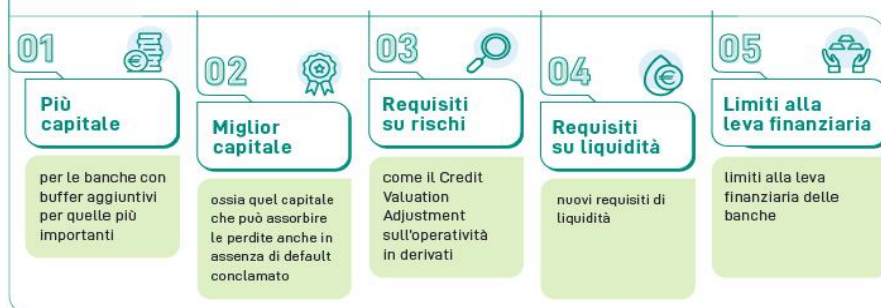 01
Più
capitale
per le banche con
buffer aggiuntivi
per quelle più
importanti
02
Miglior
capitale
ossia quel capitale
che può assorbire
le perdite anche in
assenza di default
conclamato
03
Requisiti
su rischi
come il Credit
Valuation
Adjustment
sull'operatività
in derivati
04
Requisiti
su liquidità
nuovi requisiti di
liquidità
05
Limiti alla
leva finanziaria
limiti alla leva
finanziaria delle
banche